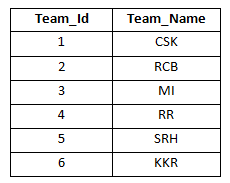 Team_Id Team_Name
1 CSK
2 RCB
3 MI
4 RR
5 SRH
6 KKR